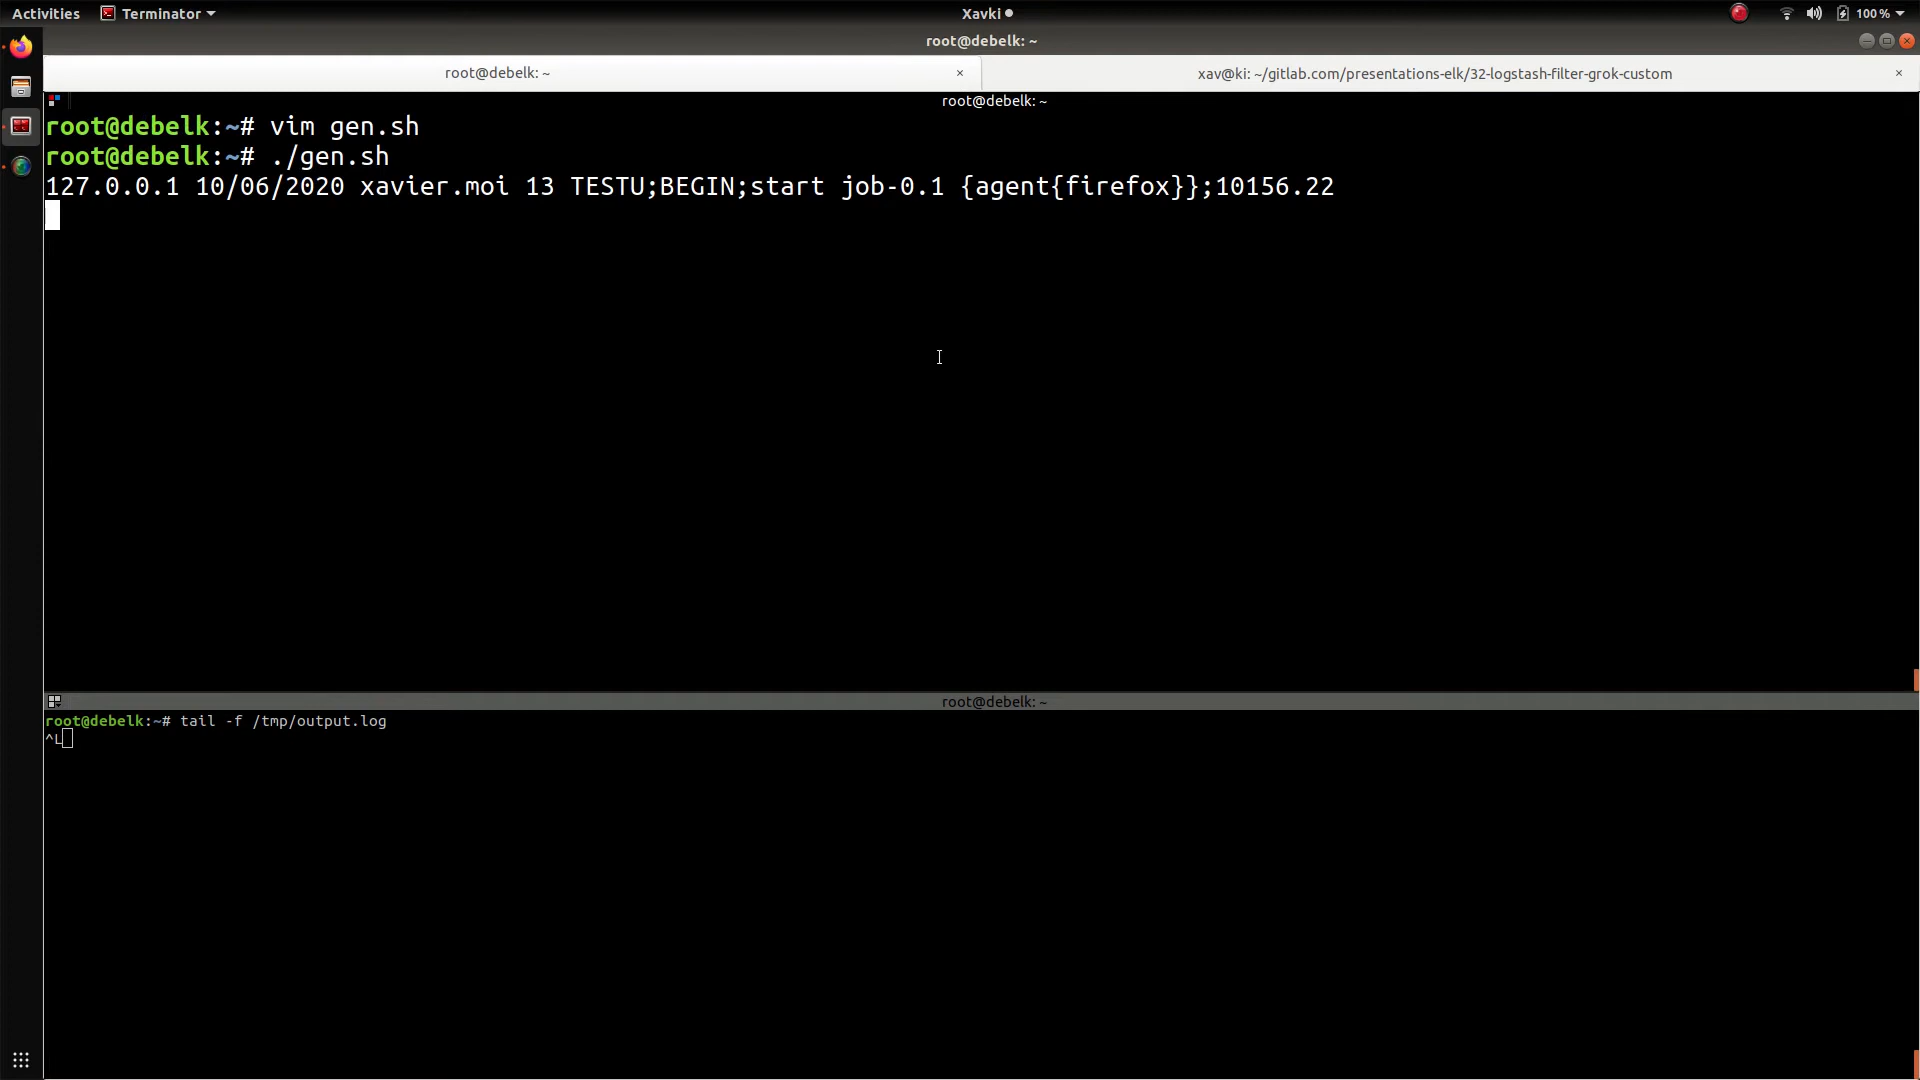 Activities Terminator Xavki 100 %
root@debelk: ~
root@debelk: ~ × xav@ki: ~/gitlab.com/presentations-elk/32-logstash-filter-grok-custom ×
root@debelk: ~
root@debelk:~# vim gen.sh
root@debelk:~# ./gen.sh
127.0.0.1 10/06/2020 xavier.moi 13 TESTU;BEGIN;start job-0.1 {agent{firefox}};10156.22
root@debelk: ~
root@debelk:~# tail -f /tmp/output.log
^L